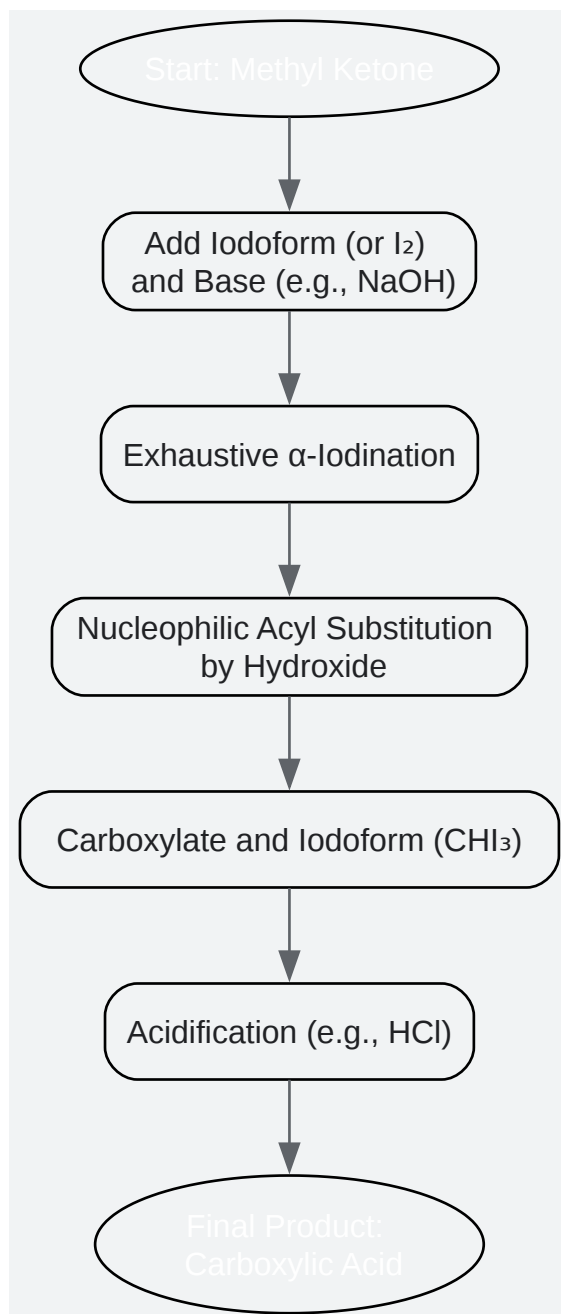 Start: Methyl Ketone
Add Iodoform (or I₂)
and Base (e.g., NaOH)
Exhaustive α-Iodination
Nucleophilic Acyl Substitution
by Hydroxide
Carboxylate and Iodoform (CHI₃)
Acidification (e.g., HCl)
Final Product:
Carboxylic Acid